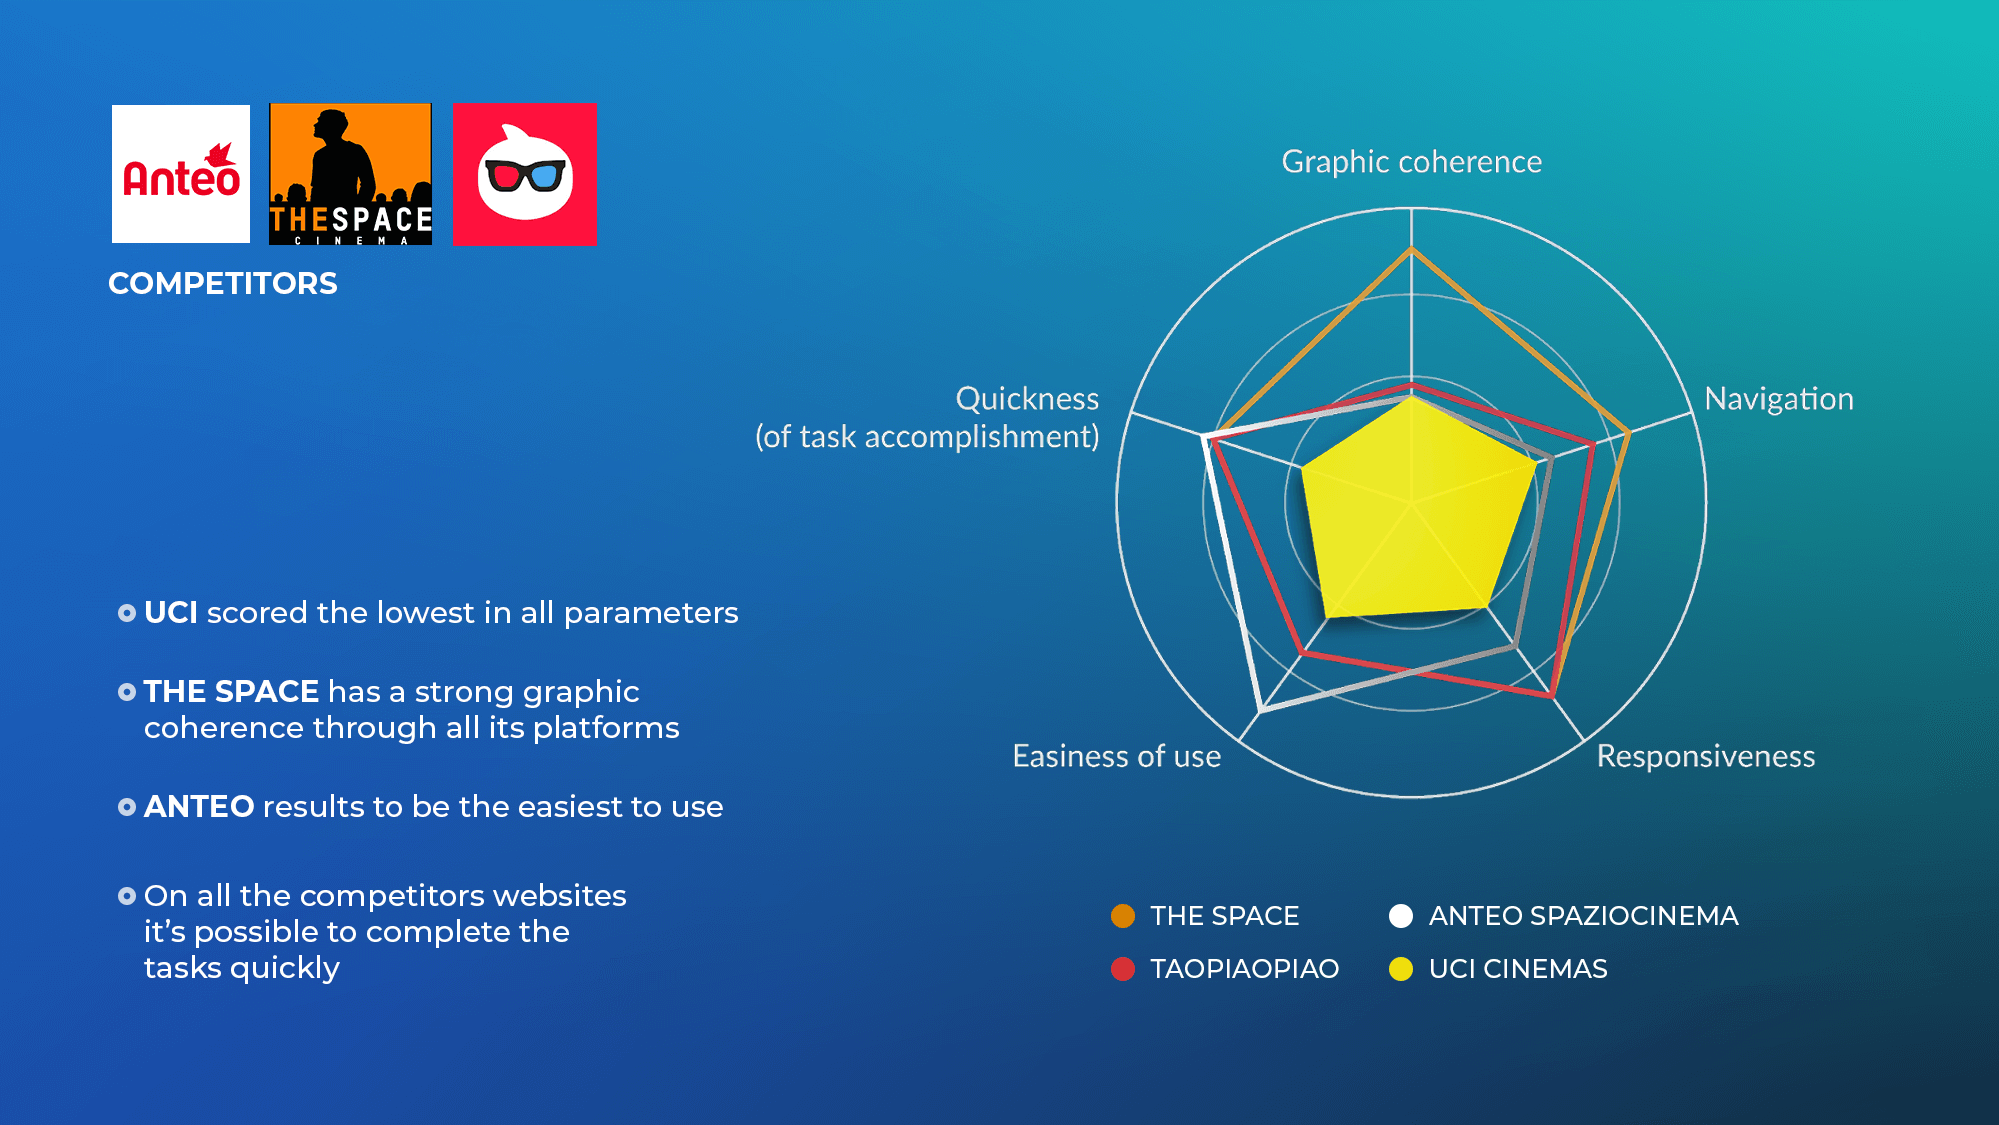 Anteo
THE SPACE
CINEMA
COMPETITORS
UCI scored the lowest in all parameters
THE SPACE has a strong graphic
coherence through all its platforms
ANTEO results to be the easiest to use
On all the competitors websites
it’s possible to complete the
tasks quickly
Graphic coherence
Quickness
(of task accomplishment)
Navigation
Easiness of use
Responsiveness
THE SPACE
ANTEO SPAZIOCINEMA
TAOPIAOPIAO
UCI CINEMAS